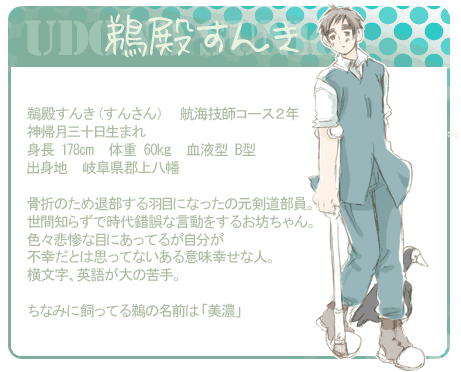 鵜殿すんき
鵜殿すんき(すんさん) 航海技師コース2年
神帰月三十日生まれ
身長 178cm 体重 60kg 血液型 B型
出身地 岐阜県郡上八幡
骨折のため退部する羽目になったの元剣道部員。
世間知らずで時代錯誤な言動をするお坊ちゃん。
色々悲惨な目にあってるが自分が
不幸だとは思ってないある意味幸せな人。
横文字、英語が大の苦手。
ちなみに飼ってる鵜の名前は「美濃」